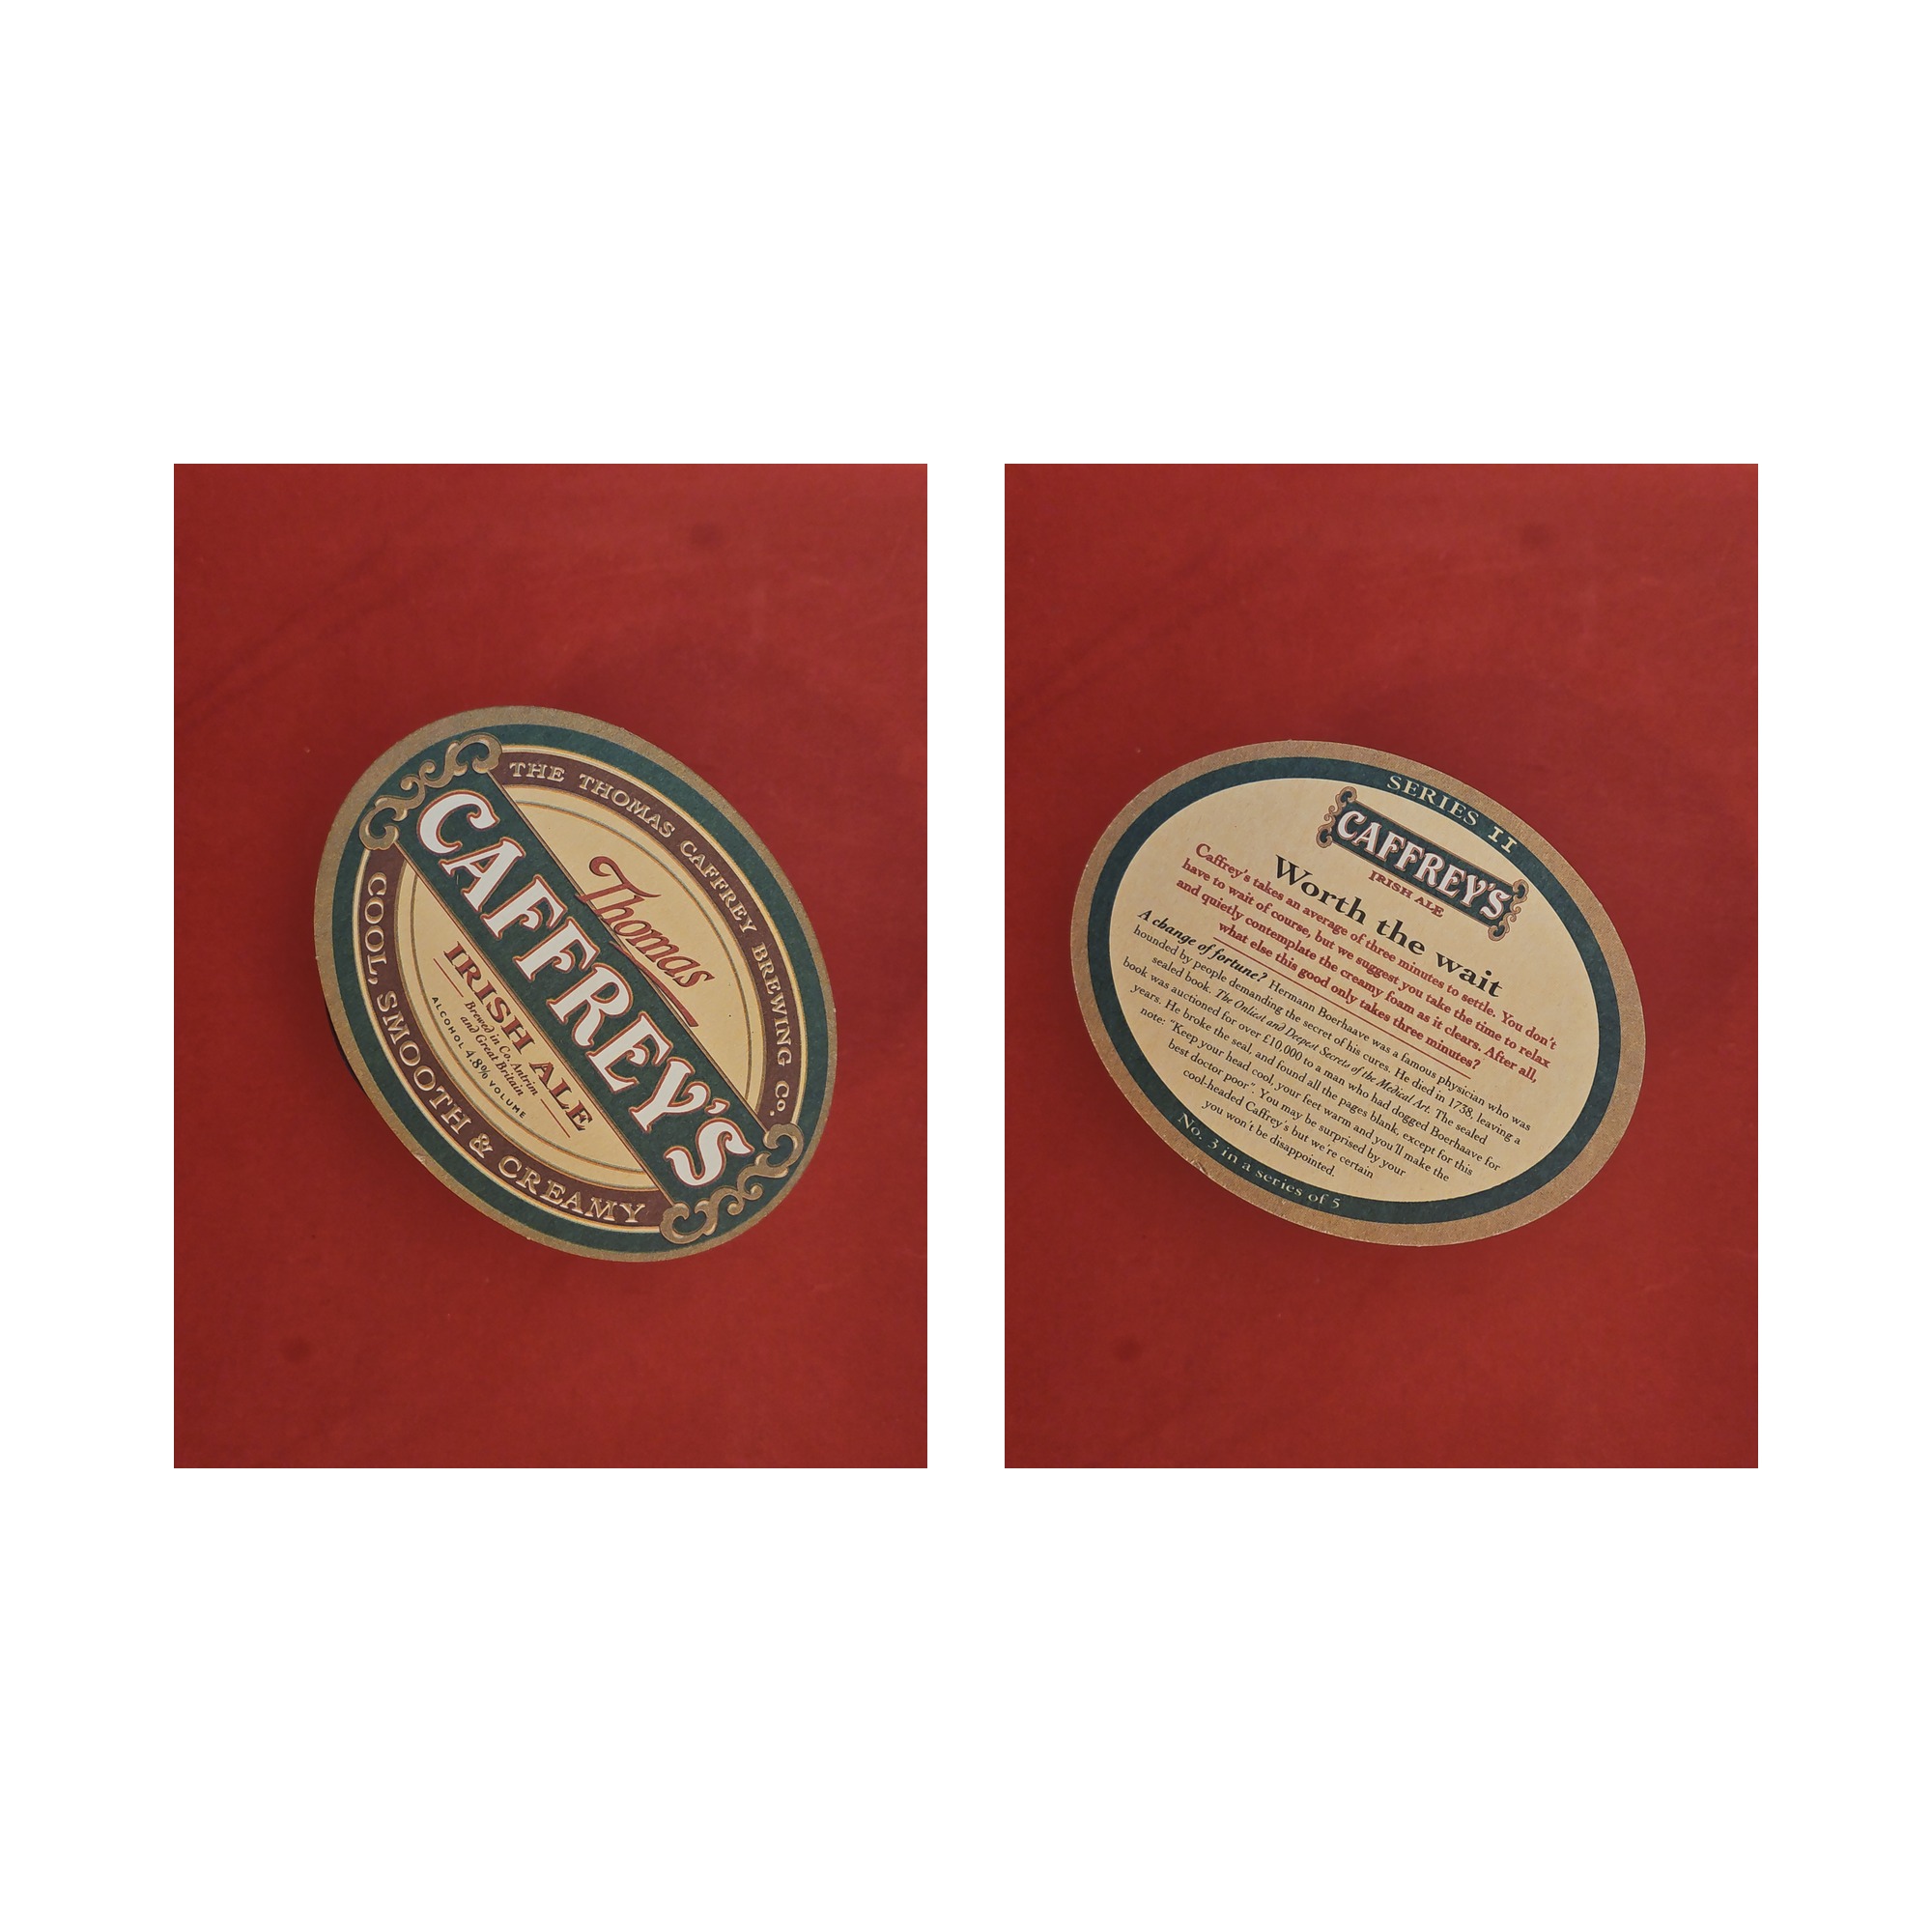 THE THOMAS CAFFREY BREWING Co.
Thomas
CAFFREY'S
IRISH ALE
Brewed in Co. Antrim
and Great Britain
ALCOHOL 4.8% VOLUME
COOL, SMOOTH & CREAMY
SERIES II
CAFFREY'S
IRISH ALE
Worth the wait
Caffrey's takes an average of three minutes to settle. You don't
have to wait of course, but we suggest you take the time to relax
and quietly contemplate the creamy foam as it clears. After all,
what else this good only takes three minutes?
A change of fortune? Hermann Boerhaave was a famous physician who was
hounded by people demanding the secret of his cures. He died in 1738, leaving a
sealed book. The Onliest and Deepest Secrets of the Medical Art. The sealed
book was auctioned for over £10,000 to a man who had dogged Boerhaave for
years. He broke the seal, and found all the pages blank, except for this
note: "Keep your head cool, your feet warm and you'll make the
best doctor poor". You may be surprised by your
cool-headed Caffrey's but we're certain
you won't be disappointed.
No. 3 in a series of 5